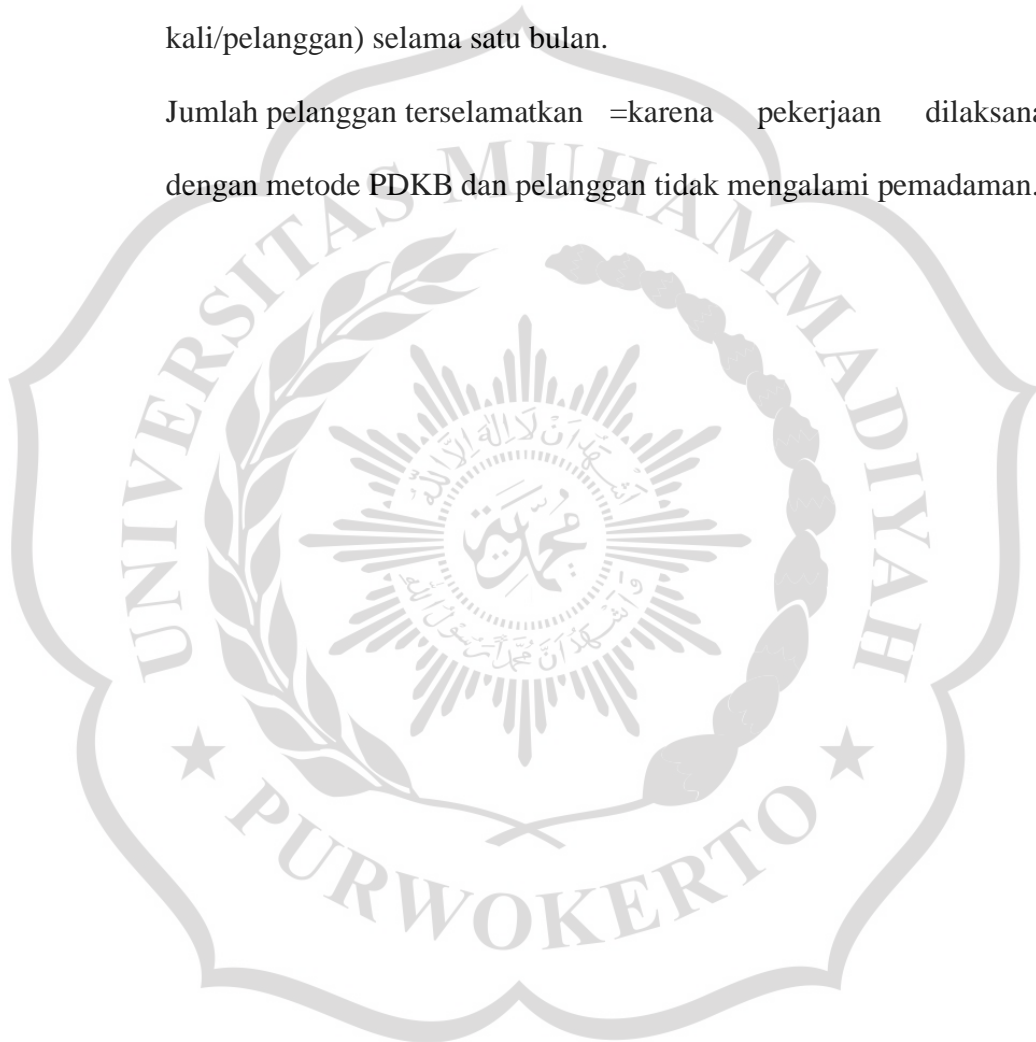 kali/pelanggan) selama satu bulan.
Jumlah pelanggan terselamatkan =karena pekerjaan dilaksana
dengan metode PDKB dan pelanggan tidak mengalami pemadaman.
UNIVERSITAS MUHAMMADIYAH
PURWOKERTO